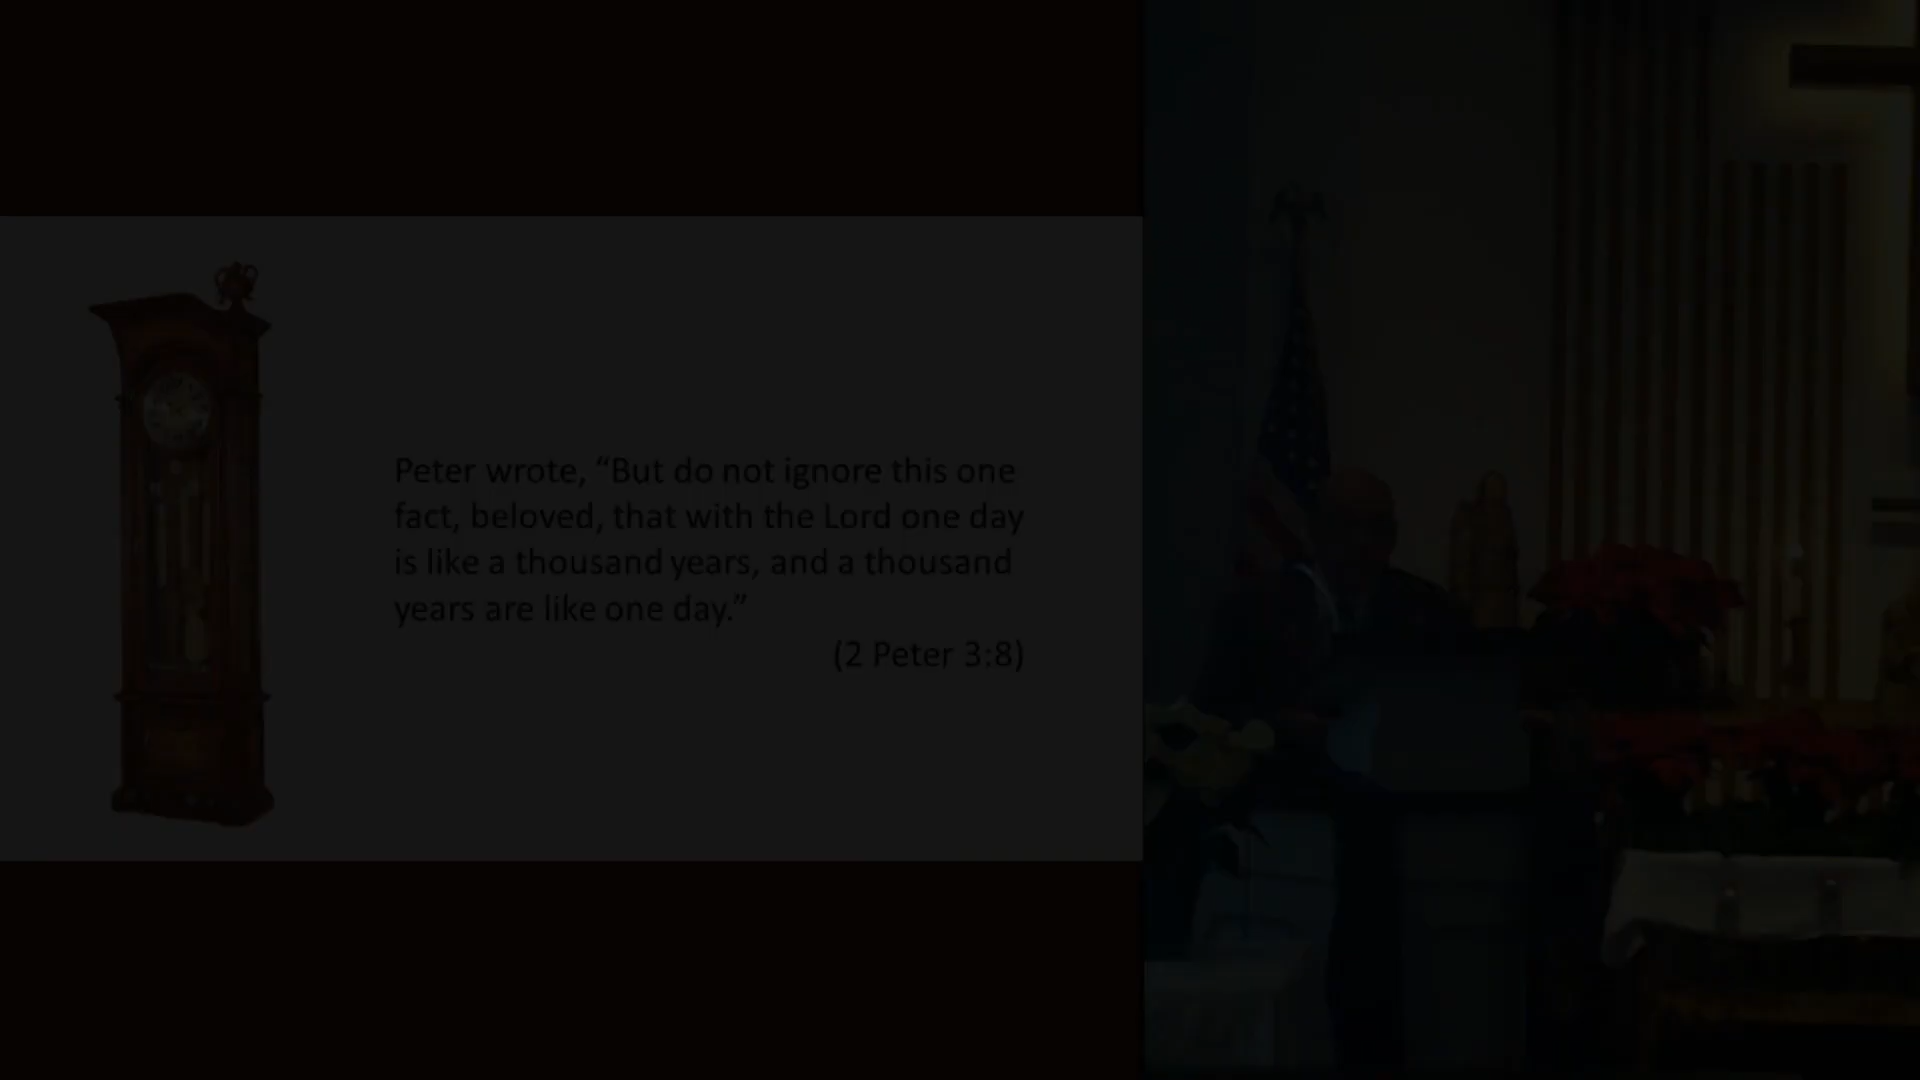 Peter wrote, “But do not ignore this one
fact, beloved, that with the Lord one day
is like a thousand years, and a thousand
years are like one day.”
(2 Peter 3:8)